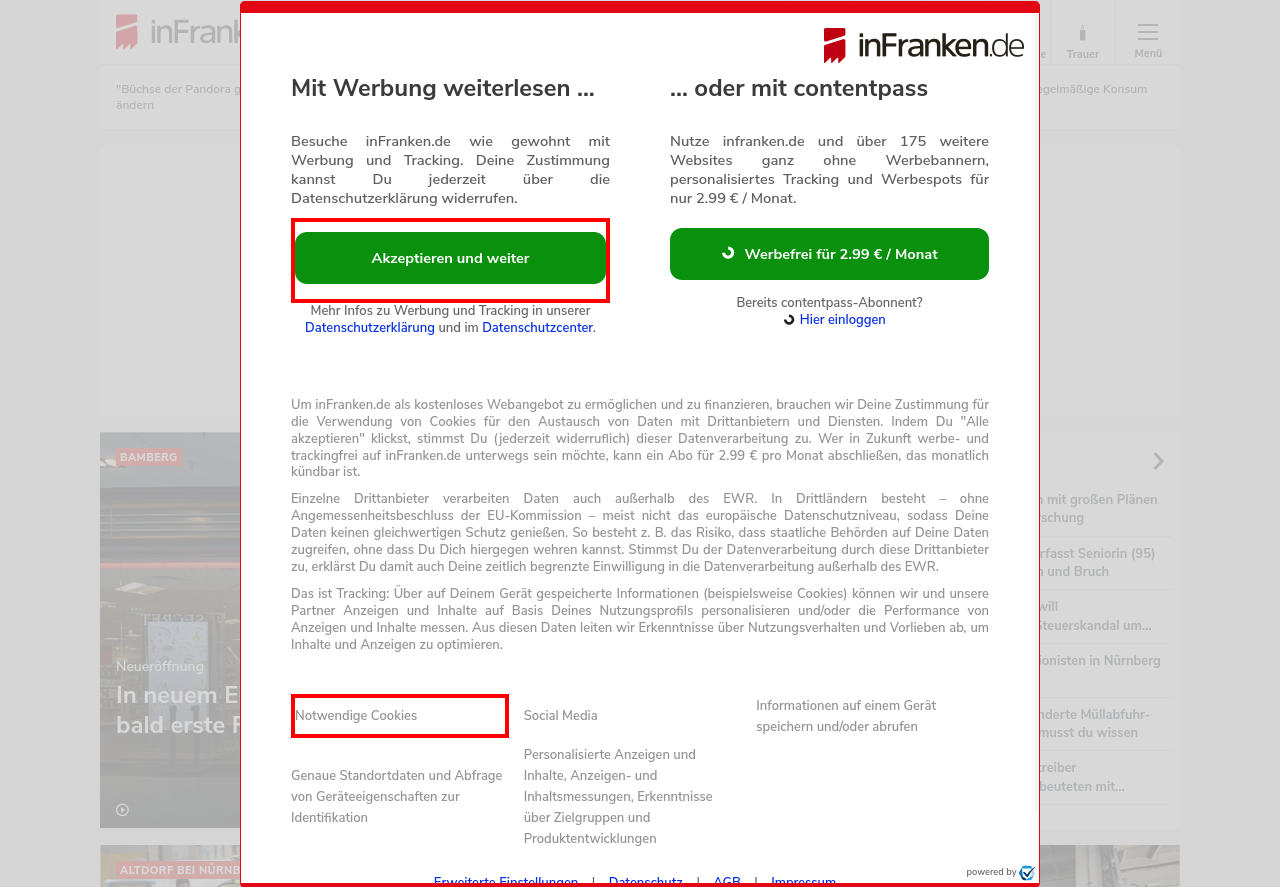 inFranken
Trauer
Menü
"Büchse der Pandora
ändern
egelmäßige Konsum
inFranken.de
Mit Werbung weiterlesen ...
Besuche inFranken.de wie gewohnt mit
Werbung und Tracking. Deine Zustimmung
kannst Du jederzeit über die
Datenschutzerklärung widerrufen.
Akzeptieren und weiter
Mehr Infos zu Werbung und Tracking in unserer
Datenschutzerklärung und im Datenschutzcenter.
... oder mit contentpass
Nutze infranken.de und über 175 weitere
Websites ganz ohne Werbebannern,
personalisiertes Tracking und Werbespots für
nur 2.99 € / Monat.
Werbefrei für 2.99 € / Monat
Bereits contentpass-Abonnent?
Hier einloggen
Um inFranken.de als kostenloses Webangebot zu ermöglichen und zu finanzieren, brauchen wir Deine Zustimmung für
die Verwendung von Cookies für den Austausch von Daten mit Drittanbietern und Diensten. Indem Du "Alle
akzeptieren" klickst, stimmst Du (jederzeit widerruflich) dieser Datenverarbeitung zu. Wer in Zukunft werbe- und
trackingfrei auf inFranken.de unterwegs sein möchte, kann ein Abo für 2.99 € pro Monat abschließen, das monatlich
kündbar ist.
Einzelne Drittanbieter verarbeiten Daten auch außerhalb des EWR. In Drittländern besteht – ohne
Angemessenheitsbeschluss der EU-Kommission – meist nicht das europäische Datenschutzniveau, sodass Deine
Daten keinen gleichwertigen Schutz genießen. So besteht z. B. das Risiko, dass staatliche Behörden auf Deine Daten
zugreifen, ohne dass Du Dich hiergegen wehren kannst. Stimmst Du der Datenverarbeitung durch diese Drittanbieter
zu, erklärst Du damit auch Deine zeitlich begrenzte Einwilligung in die Datenverarbeitung außerhalb des EWR.
Das ist Tracking: Über auf Deinem Gerät gespeicherte Informationen (beispielsweise Cookies) können wir und unsere
Partner Anzeigen und Inhalte auf Basis Deines Nutzungsprofils personalisieren und/oder die Performance von
Anzeigen und Inhalte messen. Aus diesen Daten leiten wir Erkenntnisse über Nutzungsverhalten und Vorlieben ab, um
Inhalte und Anzeigen zu optimieren.
Notwendige Cookies
Social Media
Informationen auf einem Gerät
speichern und/oder abrufen
Genaue Standortdaten und Abfrage
von Geräteeigenschaften zur
Identifikation
Personalisierte Anzeigen und
Inhalte, Anzeigen- und
Inhaltsmessungen, Erkenntnisse
über Zielgruppen und
Produktentwicklungen
Erweiterte Einstellungen | Datenschutz | AGB | Impressum
powered by
BAMBERG
Neueröffnung
In neuem E
bald erste
mit großen Plänen
rschung
rfasst Seniorin (95)
n und Bruch
will
Steuerskandal um...
ionisten in Nürnberg
nderte Müllabfuhr-
musst du wissen
treiber
beuteten mit...
ALTDORF BEI NÜRNB